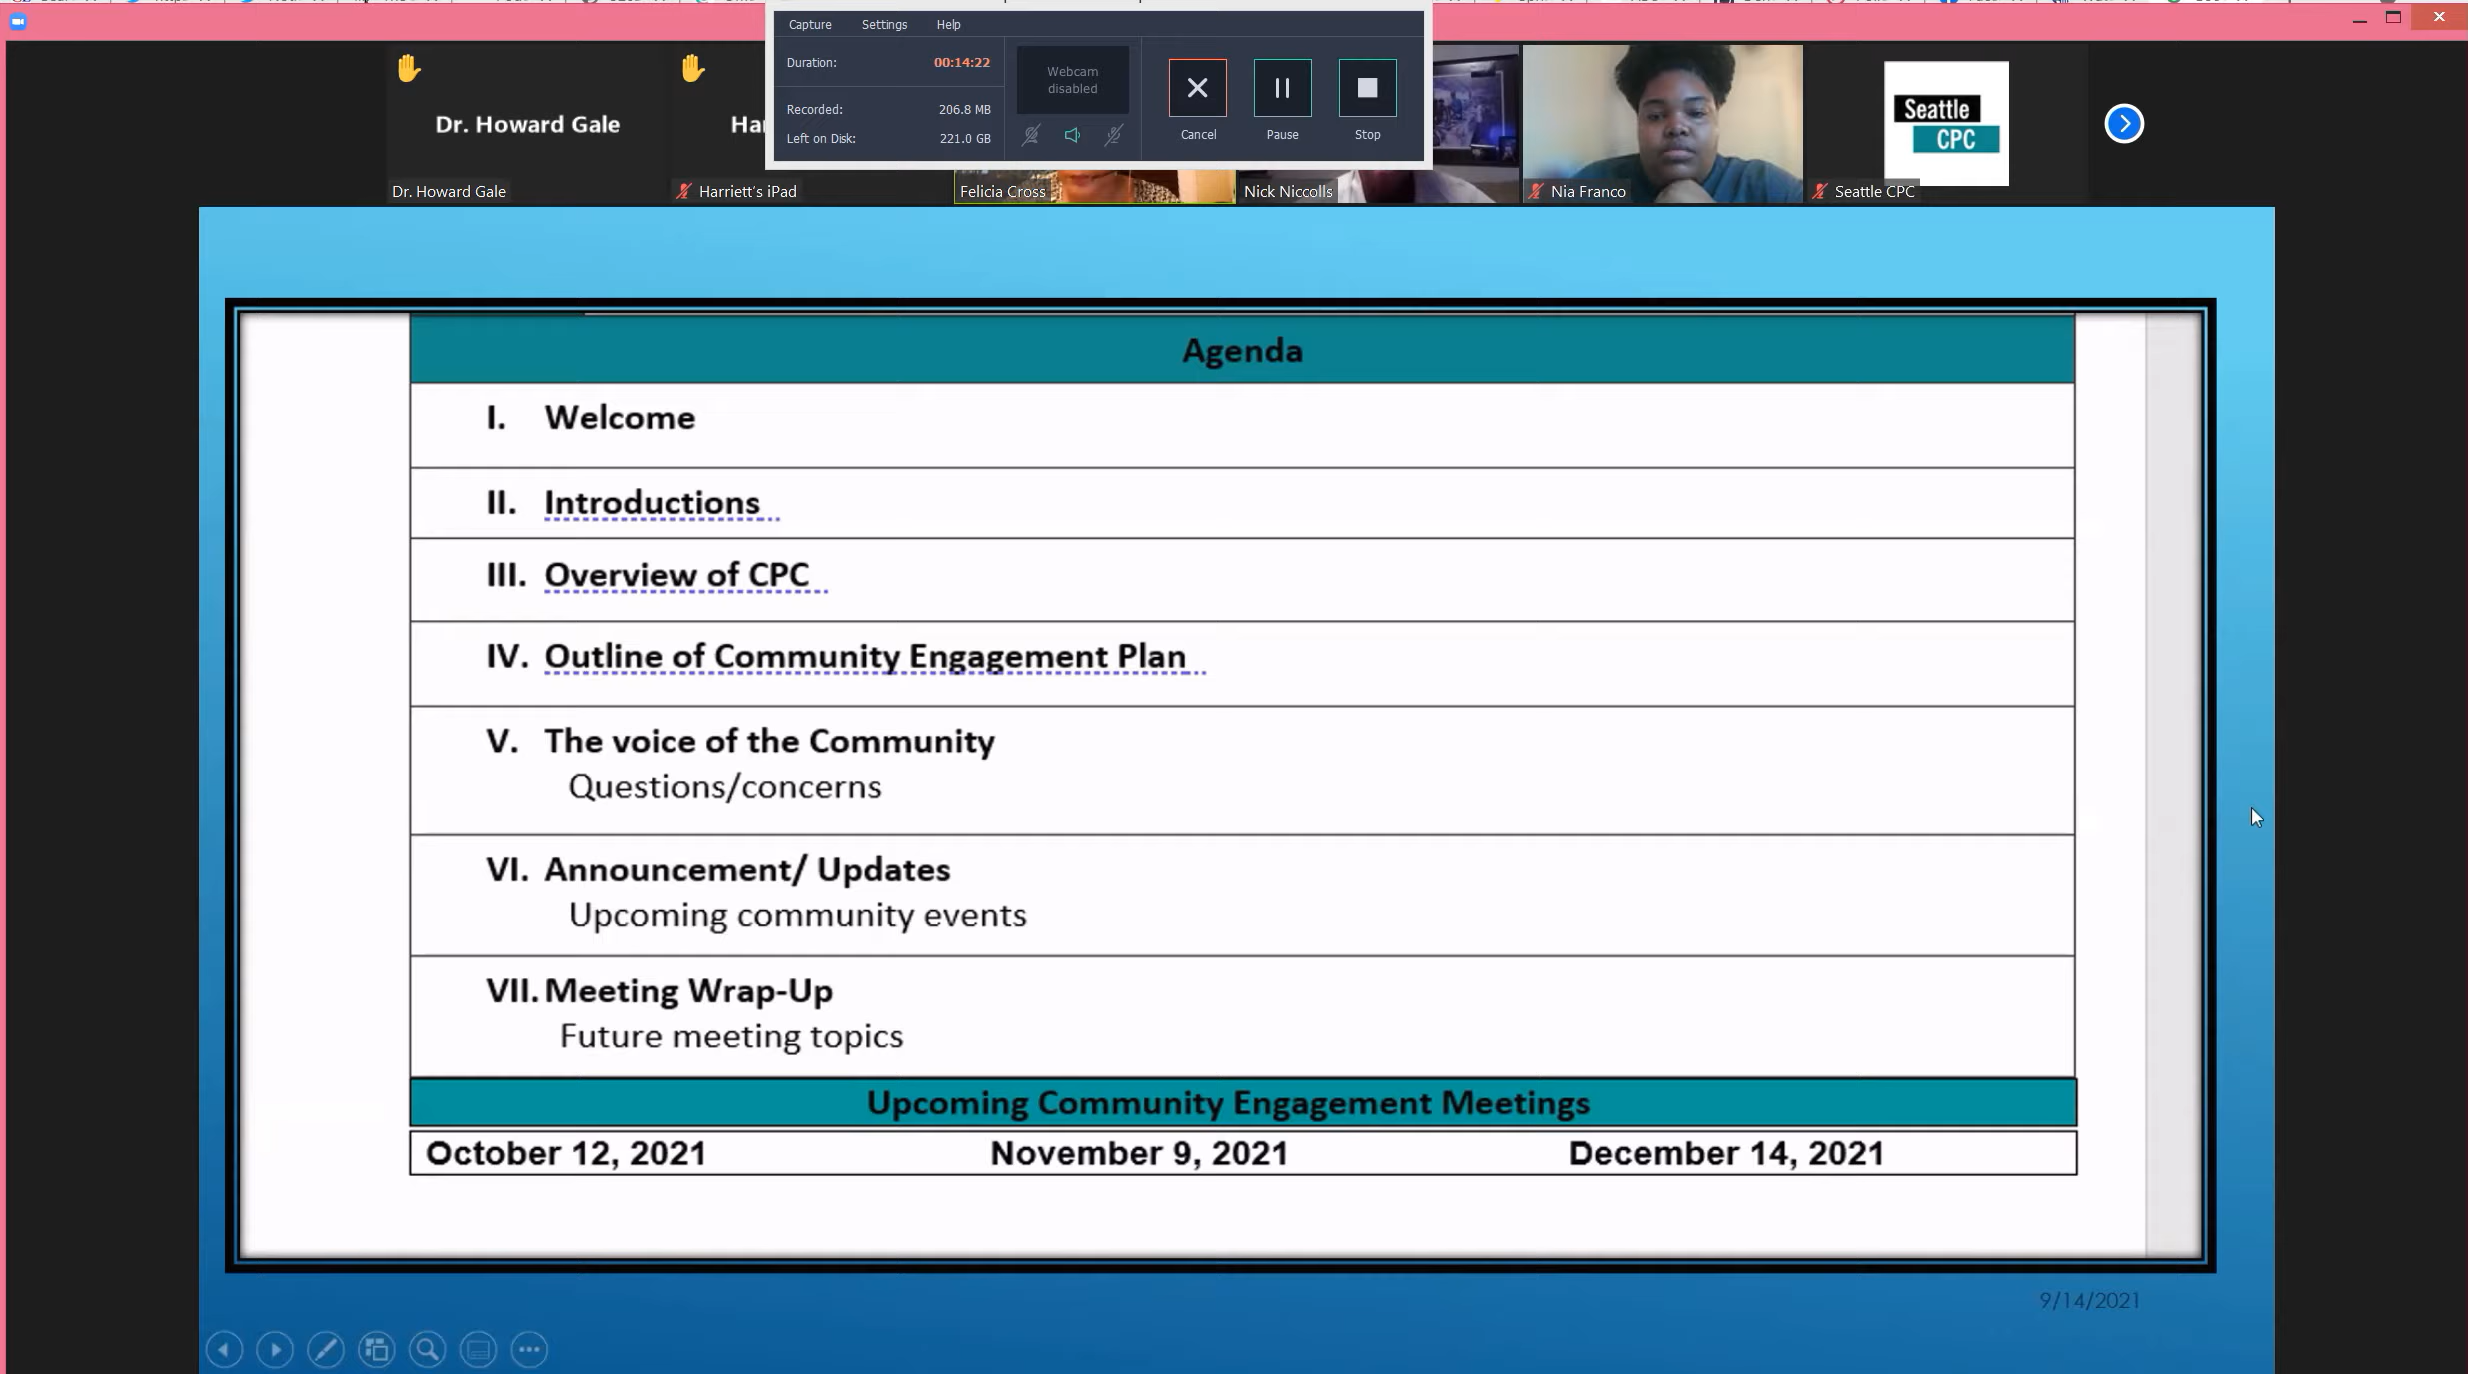 Capture Settings Help
Duration: 00:14:22
Recorded: 206.8 MB
Left on Disk: 221.0 GB
Webcam
disabled
Cancel Pause Stop
Dr. Howard Gale
Seattle
CPC
Dr. Howard Gale
Harriett's iPad
Felicia Cross
Nick Niccolls
Nia Franco
Seattle CPC
Agenda
I. Welcome
II. Introductions
III. Overview of CPC
IV. Outline of Community Engagement Plan
V. The voice of the Community
Questions/concerns
VI. Announcement/ Updates
Upcoming community events
VII. Meeting Wrap-Up
Future meeting topics
Upcoming Community Engagement Meetings
October 12, 2021 November 9, 2021 December 14, 2021
9/14/2021